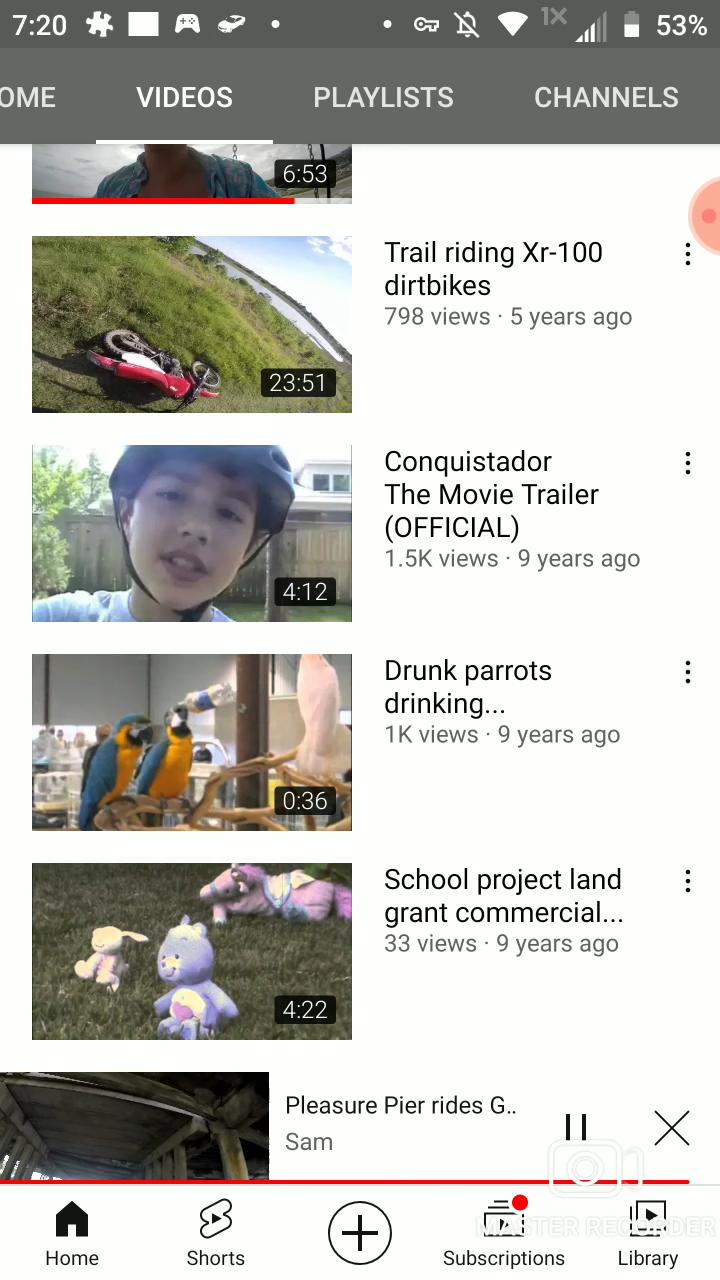 7:20
1X
53%
OME
VIDEOS
PLAYLISTS
CHANNELS
6:53
Trail riding Xr-100
dirtbikes
798 views · 5 years ago
23:51
Conquistador
The Movie Trailer
(OFFICIAL)
1.5K views · 9 years ago
4:12
Drunk parrots
drinking...
1K views · 9 years ago
0:36
School project land
grant commercial...
33 views · 9 years ago
4:22
Pleasure Pier rides G..
Sam
MASTER RECORDER
Home
Shorts
Subscriptions
Library